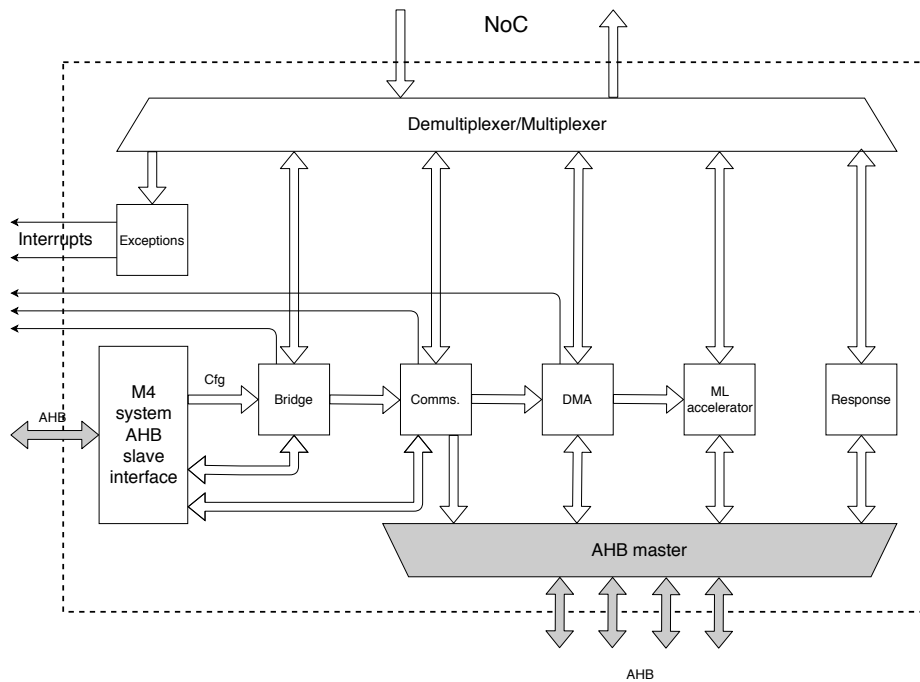 NoC
Demultiplexer/Multiplexer
Interrupts
Exceptions
AHB
M4
system
AHB
slave
interface
Cfg
Bridge
Comms.
DMA
ML
accelerator
Response
AHB master
AHB